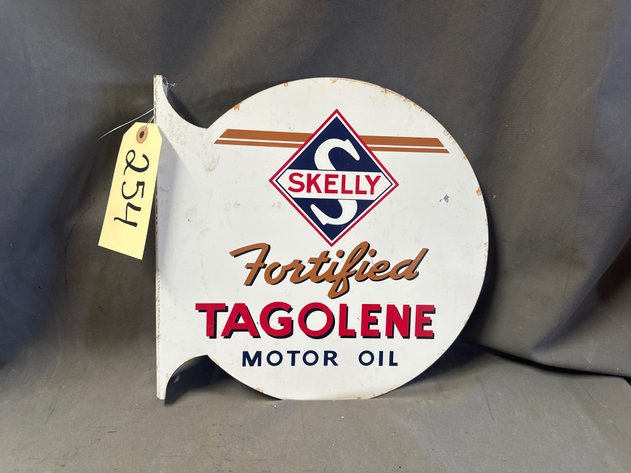 254
S
SKELLY
Fortified
TAGOLENE
MOTOR OIL